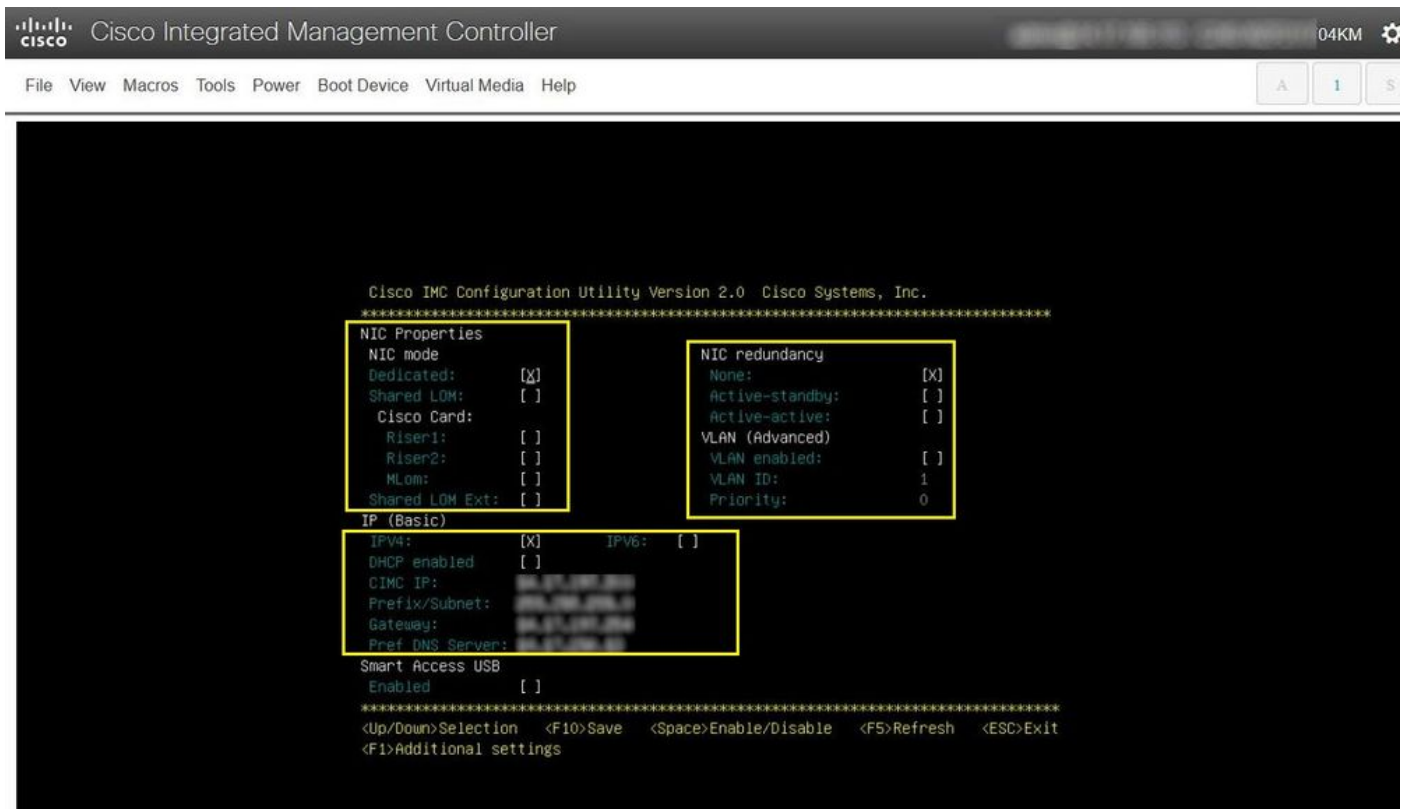 CISCO Cisco Integrated Management Controller 04KM
File View Macros Tools Power Boot Device Virtual Media Help A 1 S
Cisco IMC Configuration Utility Version 2.0 Cisco Systems, Inc.
***************************************************************************
NIC Properties
NIC mode NIC redundancy
Dedicated: [X] None: [X]
Shared LOM: [ ] Active-standby: [ ]
Cisco Card: Active-active: [ ]
Riser1: [ ] VLAN (Advanced)
Riser2: [ ] VLAN enabled: [ ]
MLom: [ ] VLAN ID: 1
Shared LOM Ext: [ ] Priority: 0
IP (Basic)
IPV4: [X] IPV6: [ ]
DHCP enabled [ ]
CIMC IP:
Prefix/Subnet:
Gateway:
Pref DNS Server:
Smart Access USB
Enabled [ ]
****************************************************************************
<Up/Down>Selection <F10>Save <Space>Enable/Disable <F5>Refresh <ESC>Exit
<F1>Additional settings